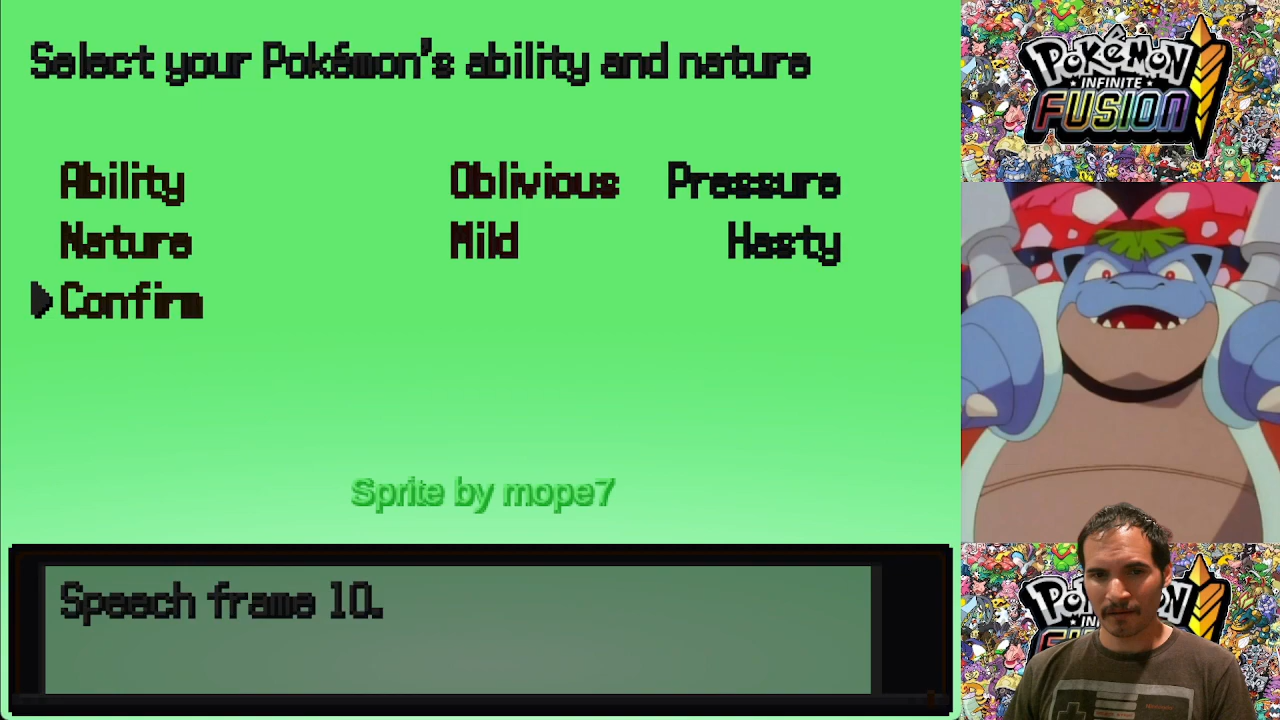 Select your Pokémon's ability and nature
Ability Oblivious Pressure
Nature Mild Hasty
Confirm
Sprite by mope7
Speech frame 10.
POKÉMON
INFINITE
FUSION